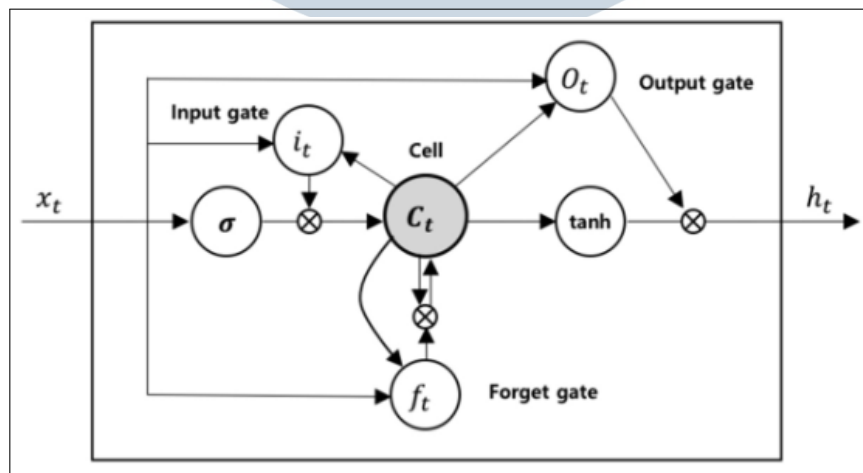 O_t
Output gate
Input gate
i_t
Cell
x_t
σ
C_t
tanh
h_t
f_t
Forget gate